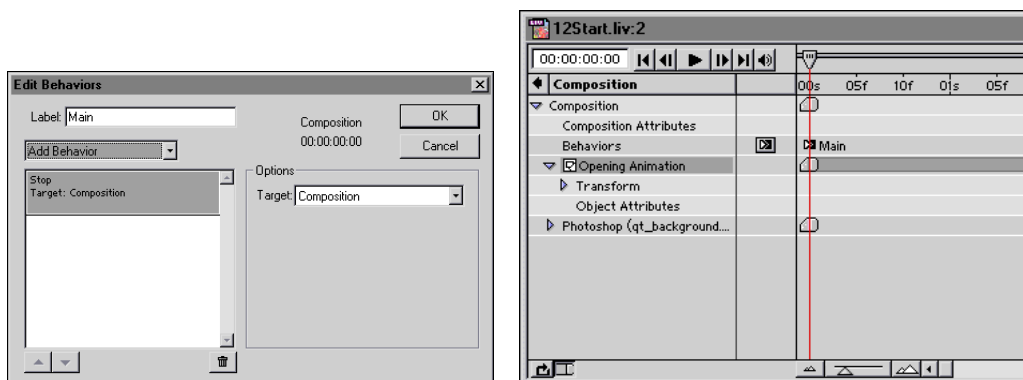 Edit Behaviors
Label: Main
Add Behavior
Composition
00:00:00:00
OK
Cancel
Stop
Target: Composition
Options
Target: Composition
12Start.liv:2
00:00:00:00
Composition
00s 05f 10f 01s 05f
Composition
Composition Attributes
Behaviors
Main
Opening Animation
Transform
Object Attributes
Photoshop (qt_background....